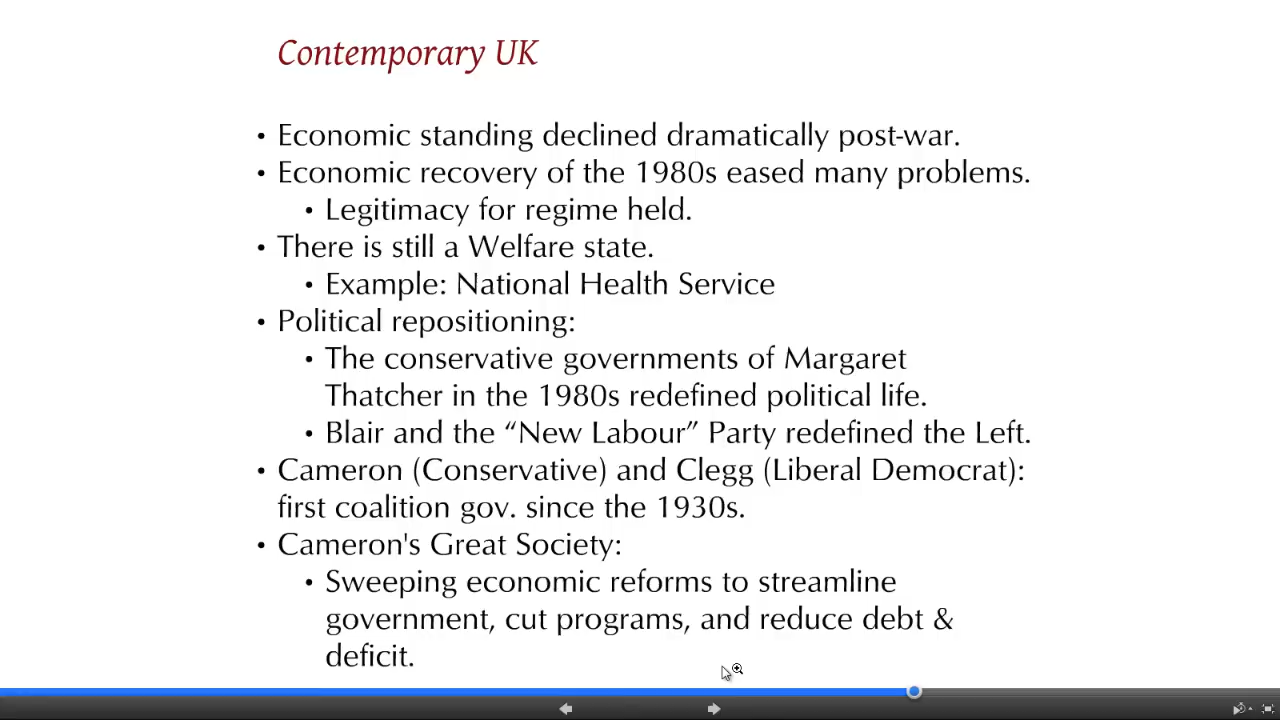 Contemporary UK
• Economic standing declined dramatically post-war.
• Economic recovery of the 1980s eased many problems.
• Legitimacy for regime held.
• There is still a Welfare state.
• Example: National Health Service
• Political repositioning:
• The conservative governments of Margaret
Thatcher in the 1980s redefined political life.
• Blair and the “New Labour” Party redefined the Left.
• Cameron (Conservative) and Clegg (Liberal Democrat):
first coalition gov. since the 1930s.
• Cameron's Great Society:
• Sweeping economic reforms to streamline
government, cut programs, and reduce debt &
deficit.